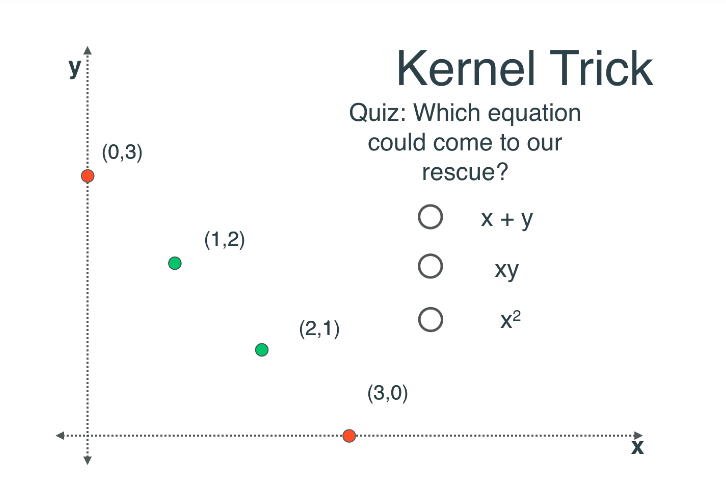 y
Kernel Trick
Quiz: Which equation
could come to our
rescue?
(0,3)
x + y
(1,2)
xy
x²
(2,1)
(3,0)
x